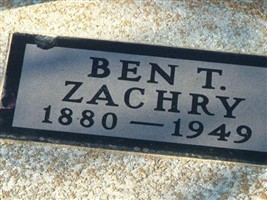 BEN T.
ZACHRY
1880 — 1949